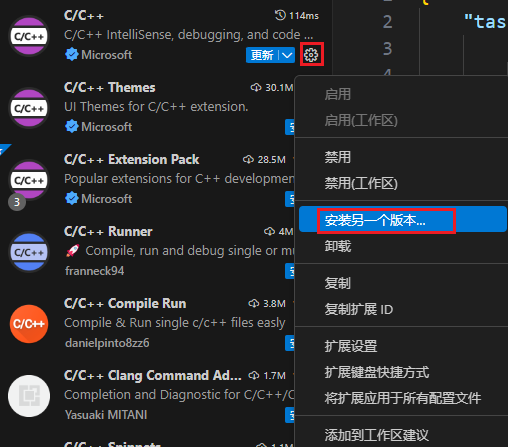 C/C++ 114ms
C/C++ IntelliSense, debugging, and code ...
Microsoft 更新
C/C++
C/C++ Themes 30.1M
UI Themes for C/C++ extension.
Microsoft
C/C++
C/C++ Extension Pack 28.5M
Popular extensions for C++ developmen
Microsoft
C/C++
3
C/C++ Runner 4M
🚀 Compile, run and debug single or mu
franneck94
C/C++
C/C++ Compile Run 3.8M
Compile & Run single c/c++ files easly
danielpinto8zz6
C/C++
C/C++ Clang Command Ad... 1.7M
Completion and Diagnostic for C/C++/O
Yasuaki MITANI
C/C++ Snippets 1.1M
{
2 "tas
3
4
启用
启用(工作区)
禁用
禁用(工作区)
安装另一个版本...
卸载
复制
复制扩展 ID
扩展设置
扩展键盘快捷方式
将扩展应用于所有配置文件
添加到工作区建议